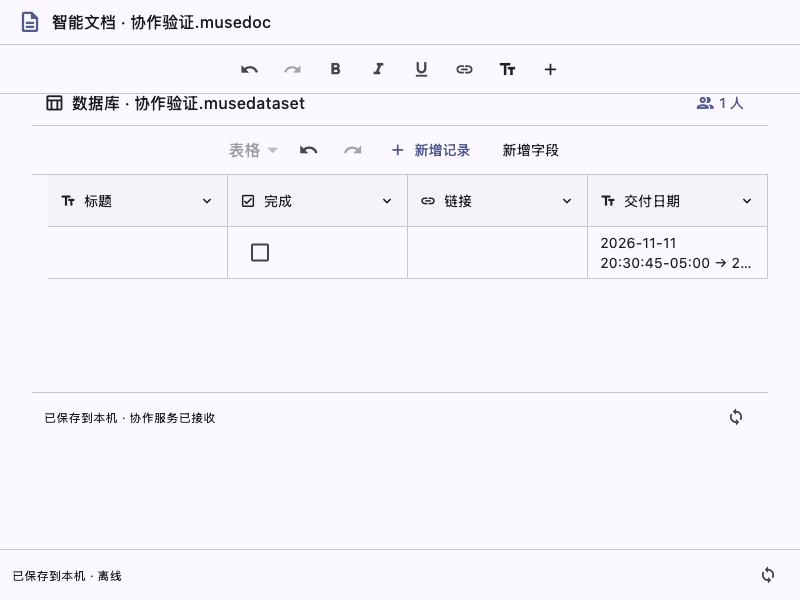 智能文档 · 协作验证.musedoc
B I U Tr
数据库 · 协作验证.musedataset
1 人
表格
新增记录
新增字段
标题
完成
链接
交付日期
2026-11-11
20:30:45-05:00 → 2...
已保存到本机 · 协作服务已接收
已保存到本机 · 离线